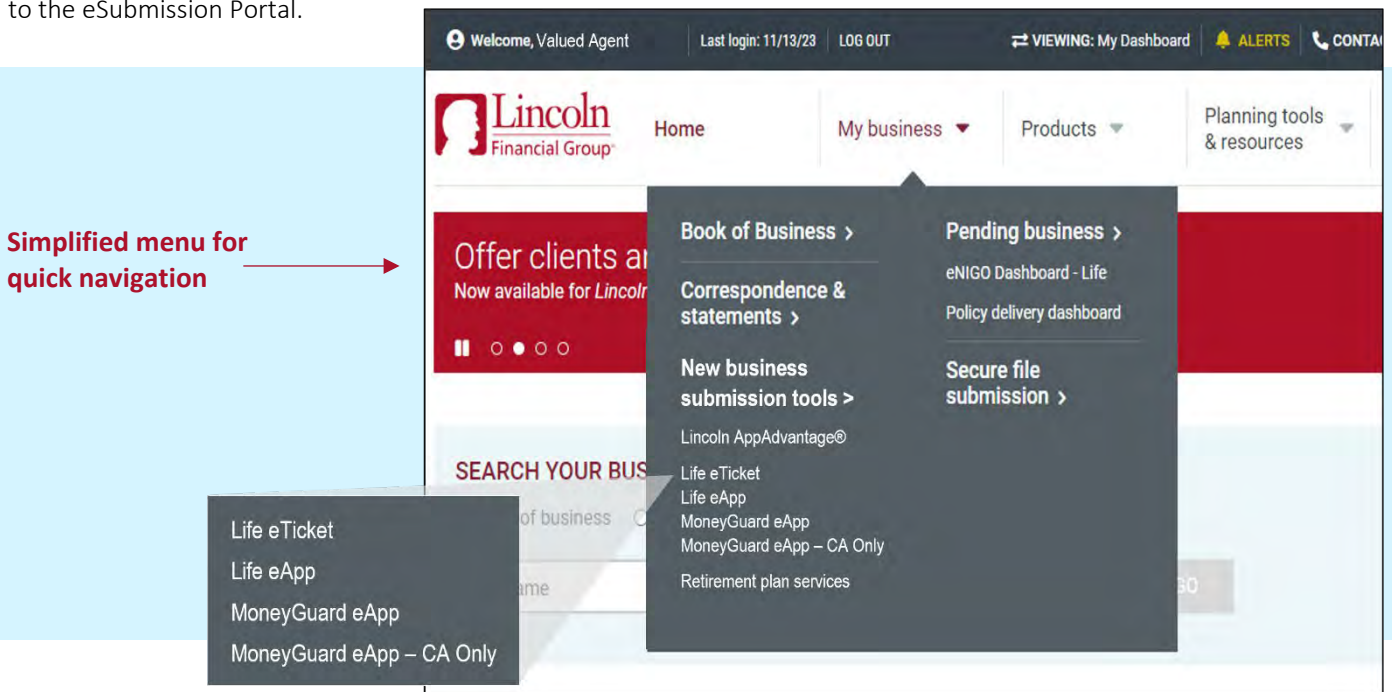 to the eSubmission Portal.
Welcome, Valued Agent
Last login: 11/13/23
LOG OUT
VIEWING: My Dashboard
ALERTS
Lincoln
Financial Group
Home
My business
Products
Planning tools
& resources
Simplified menu for
quick navigation
Offer clients
Now available for
Book of Business >
Correspondence &
statements >
New business
submission tools >
Lincoln AppAdvantage®
Life eTicket
Life eApp
MoneyGuard eApp
MoneyGuard eApp – CA Only
Retirement plan services
Pending business >
eNIGO Dashboard - Life
Policy delivery dashboard
Secure file
submission >
SEARCH YOUR
of business
Life eTicket
Life eApp
MoneyGuard eApp
MoneyGuard eApp – CA Only